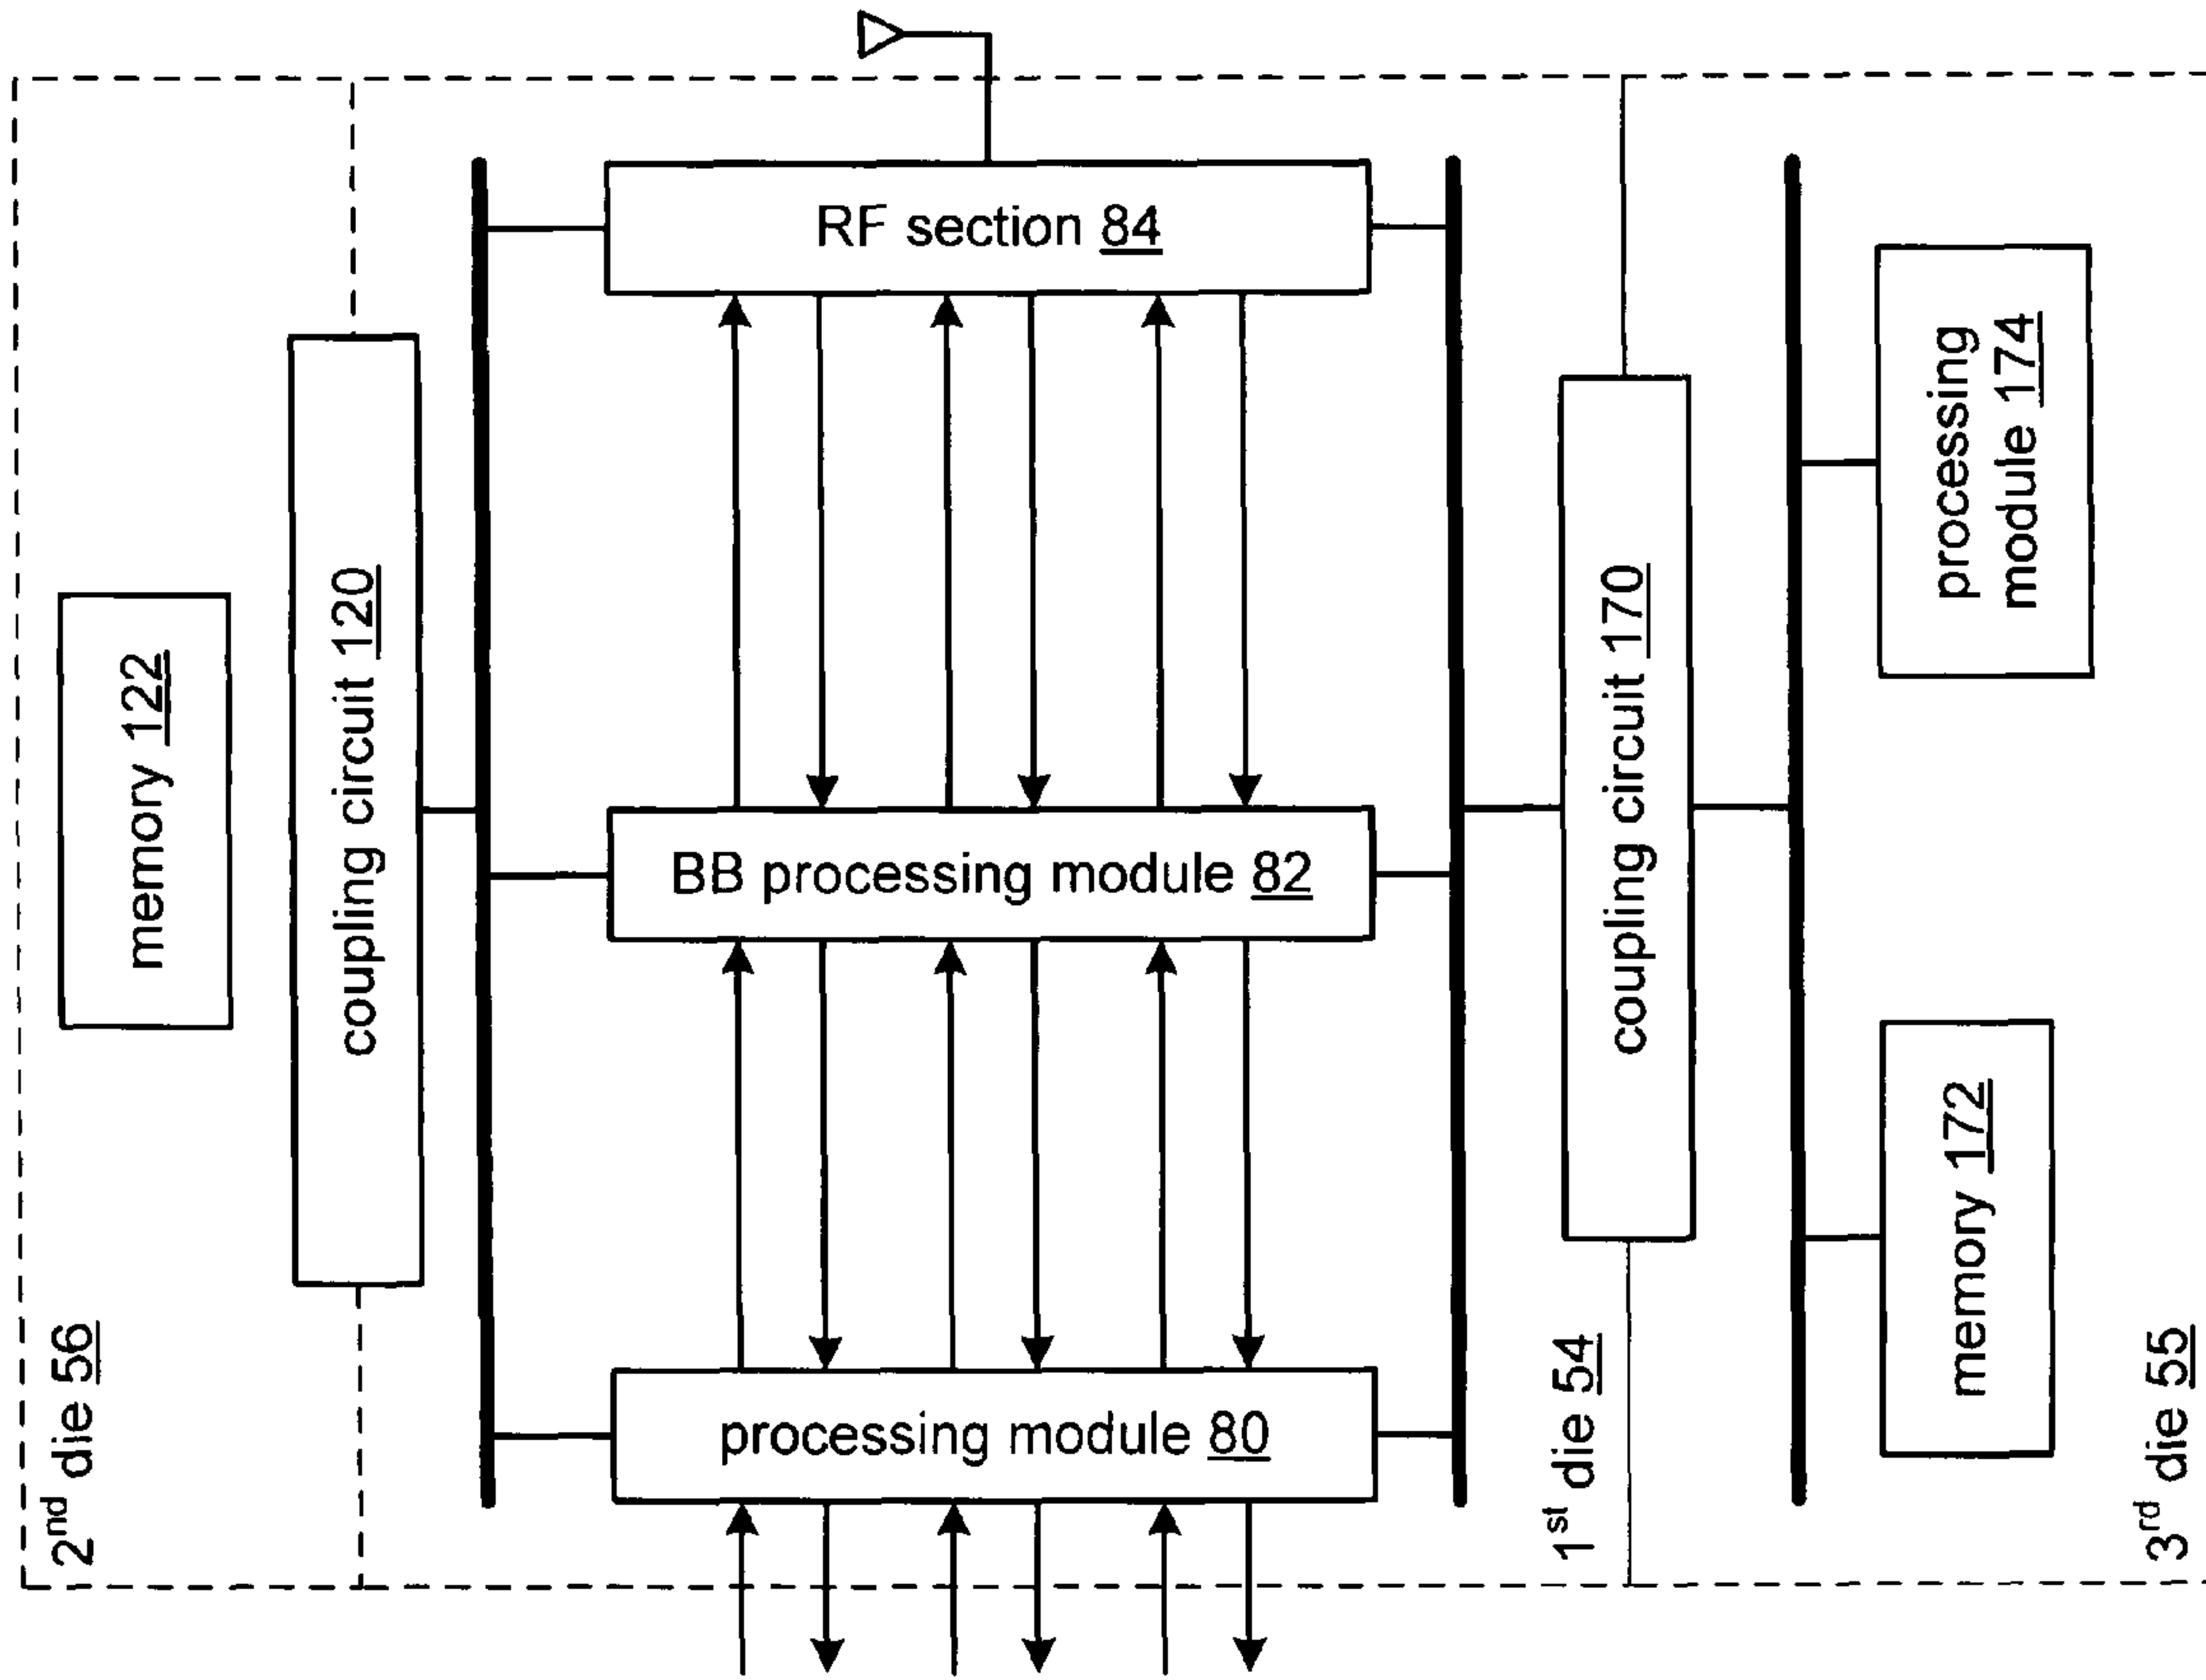 2nd die 56
memory 122
coupling circuit 120
RF section 84
BB processing module 82
processing module 80
1st die 54
coupling circuit 170
processing
module 174
memory 172
3rd die 55